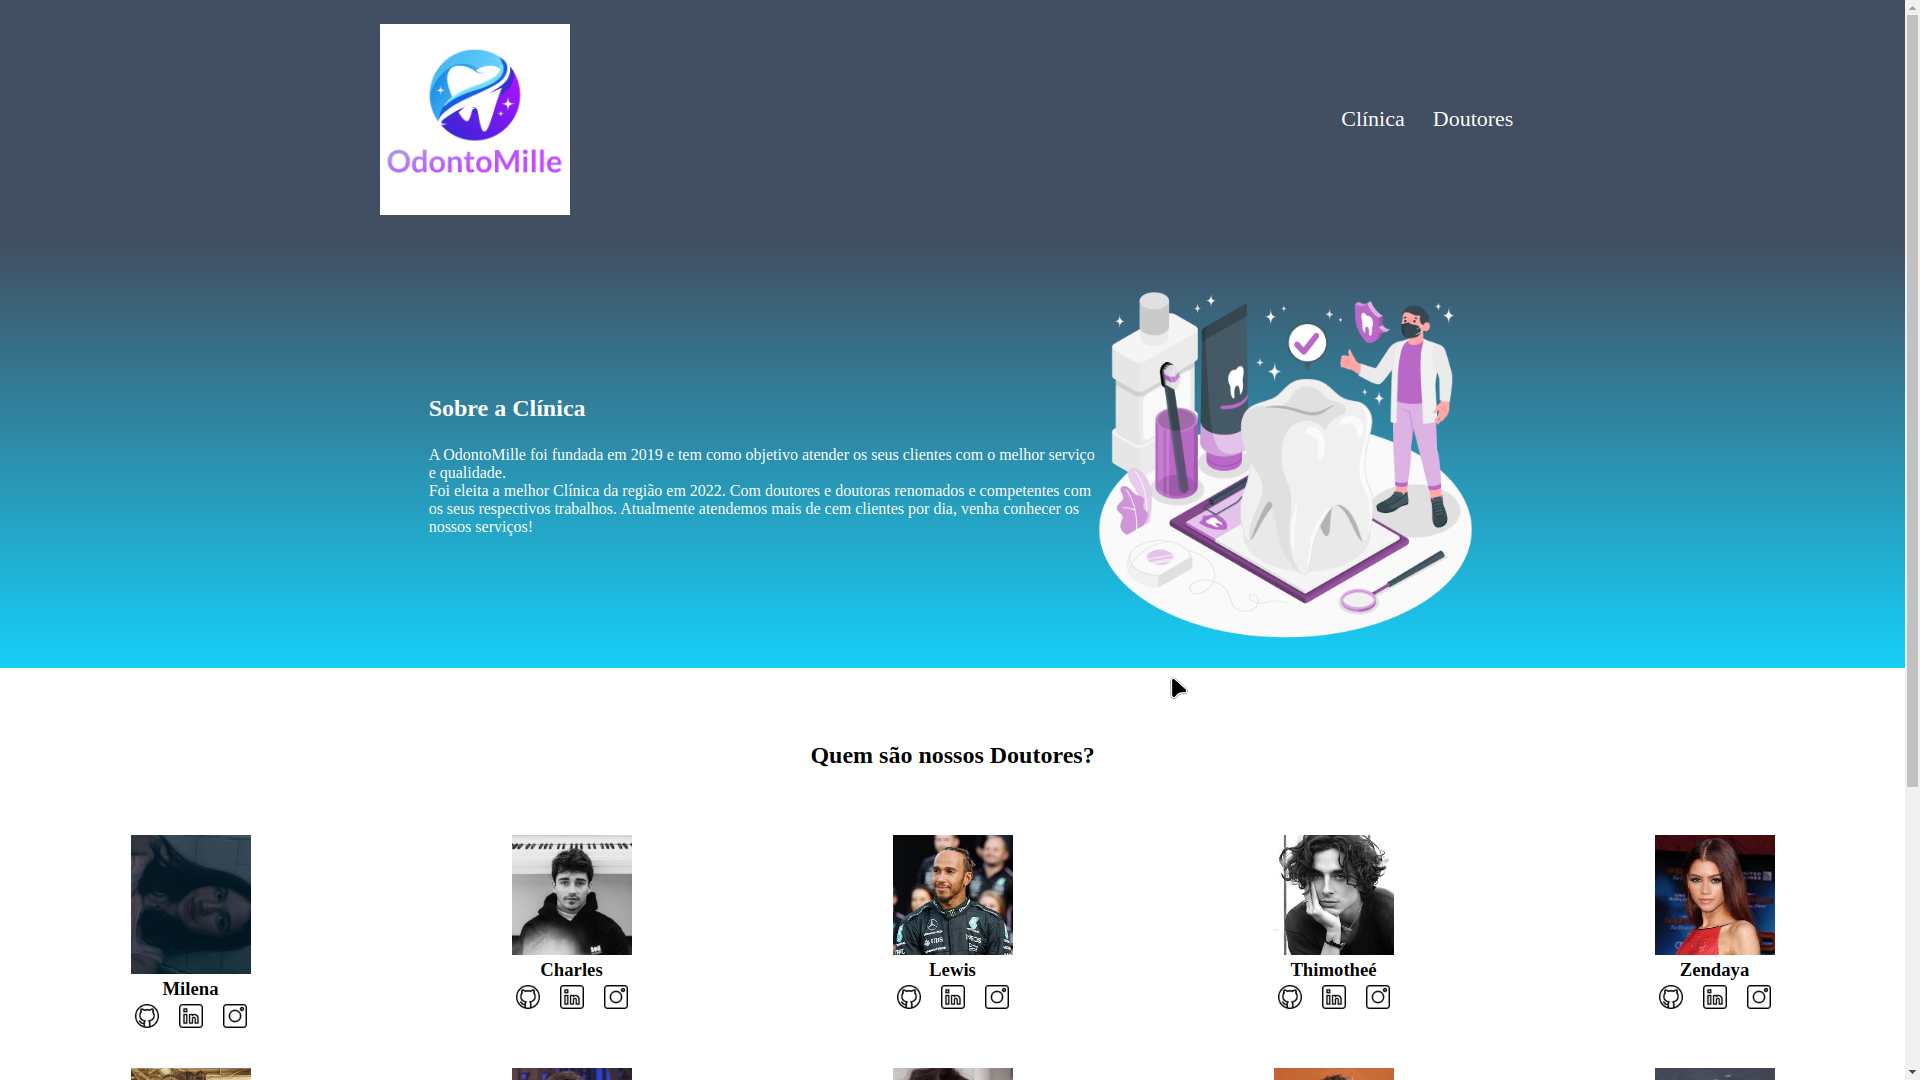 OdontoMille
Clínica
Doutores
Sobre a Clínica
A OdontoMille foi fundada em 2019 e tem como objetivo atender os seus clientes com o melhor serviço
e qualidade.
Foi eleita a melhor Clínica da região em 2022. Com doutores e doutoras renomados e competentes com
os seus respectivos trabalhos. Atualmente atendemos mais de cem clientes por dia, venha conhecer os
nossos serviços!
Quem são nossos Doutores?
Milena
Charles
Lewis
Thimotheé
Zendaya